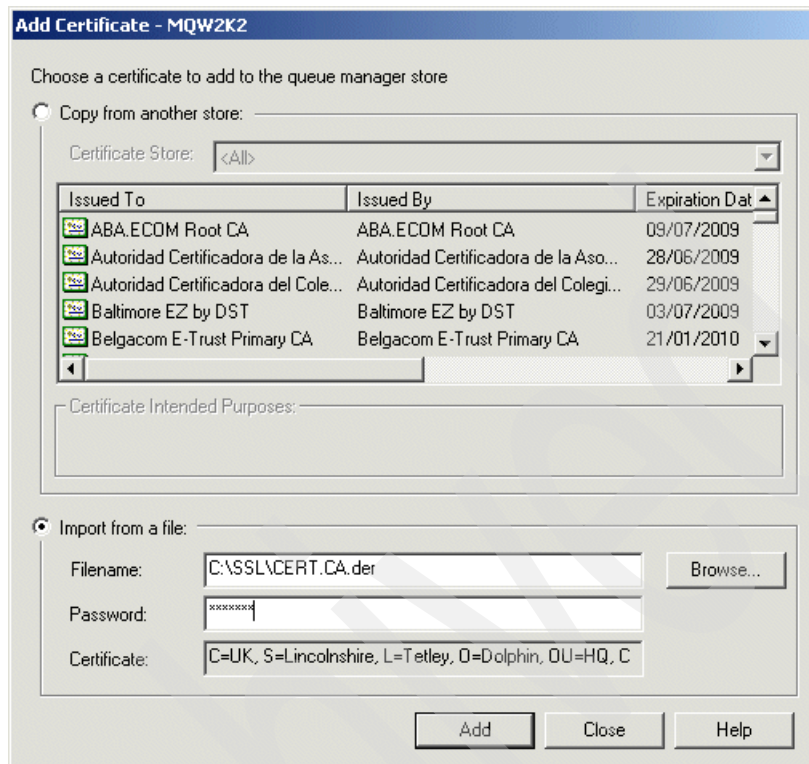 Add Certificate - MQW2K2
Choose a certificate to add to the queue manager store
Copy from another store:
Certificate Store: <All>
Issued To Issued By Expiration Dat
ABA.ECOM Root CA ABA.ECOM Root CA 09/07/2009
Autoridad Certificadora de la As... Autoridad Certificadora de la Aso... 28/06/2009
Autoridad Certificadora del Cole... Autoridad Certificadora del Colegi... 29/06/2009
Baltimore EZ by DST Baltimore EZ by DST 03/07/2009
Belgacom E-Trust Primary CA Belgacom E-Trust Primary CA 21/01/2010
Certificate Intended Purposes:
Import from a file:
Filename: C:\SSL\CERT.CA.der Browse...
Password: xxxxxxx
Certificate: C=UK, S=Lincolnshire, L=Tetley, O=Dolphin, OU=HQ, C
Add Close Help